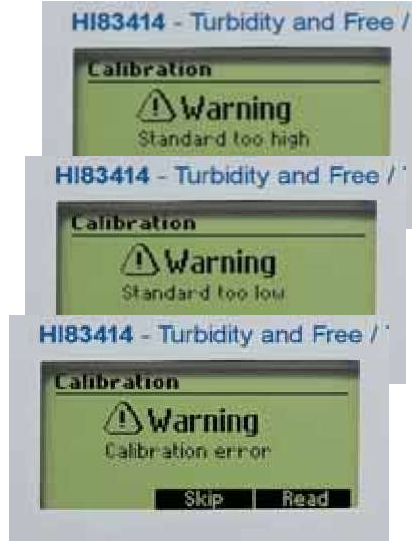 HI83414 - Turbidity and Free /
Calibration
Warning
Standard too high
HI83414 - Turbidity and Free /
Calibration
Warning
Standard too low
HI83414 - Turbidity and Free /
Calibration
Warning
Calibration error
Skip Read